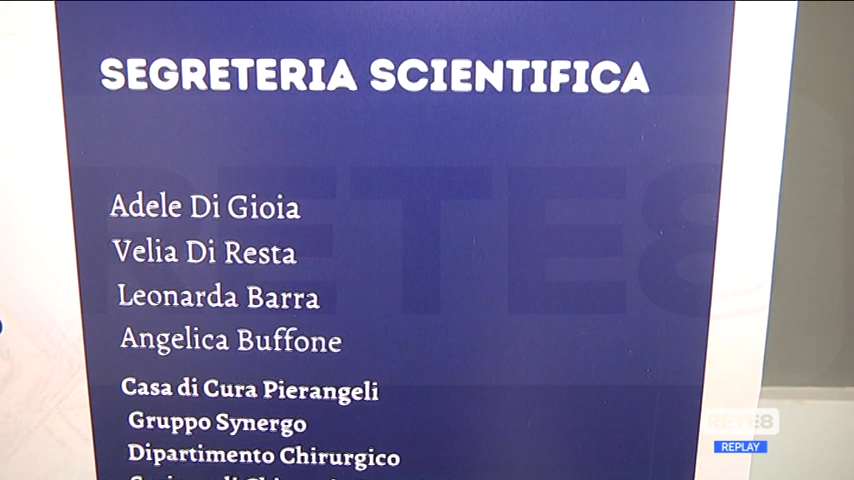 SEGRETERIA SCIENTIFICA
Adele Di Gioia
Velia Di Resta
Leonarda Barra
Angelica Buffone
Casa di Cura Pierangeli
Gruppo Synergo
Dipartimento Chirurgico
RETE8
RETE8
REPLAY